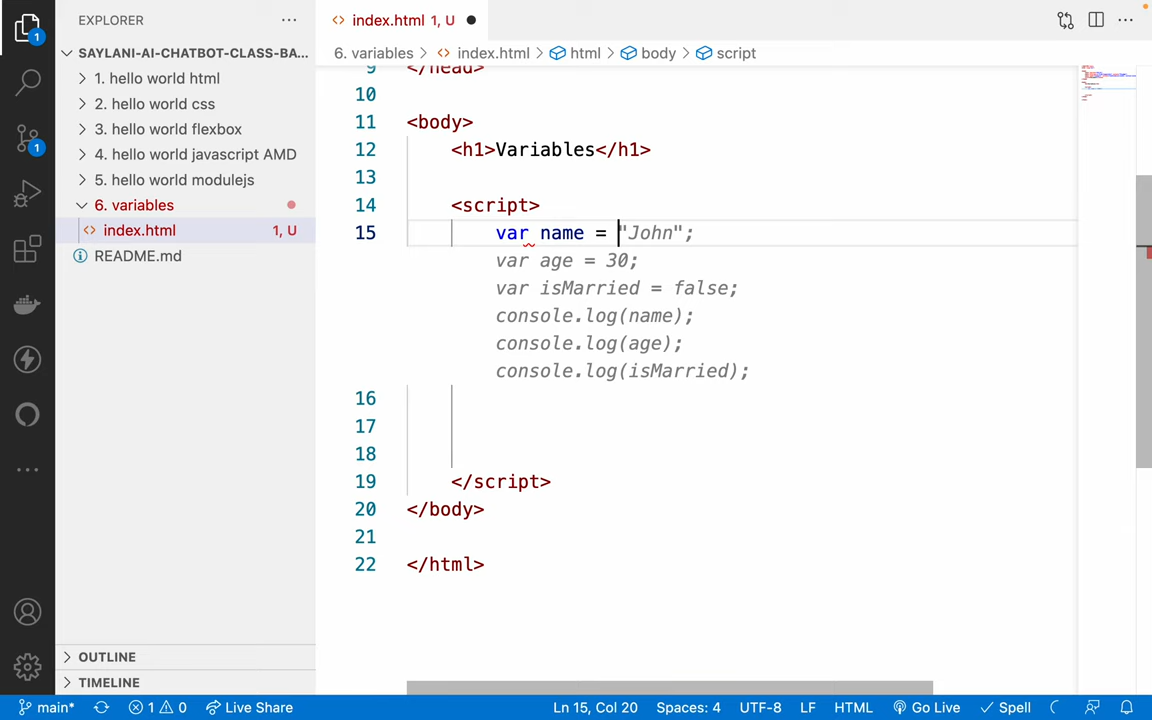 EXPLORER
SAYLANI-AI-CHATBOT-CLASS-BA...
1. hello world html
2. hello world css
3. hello world flexbox
4. hello world javascript AMD
5. hello world modulejs
6. variables
index.html 1, U
README.md
OUTLINE
TIMELINE
1
1
index.html 1, U
6. variables > index.html > html > body > script
9 </head>
10
11 <body>
12 <h1>Variables</h1>
13
14 <script>
15 var name = "John";
var age = 30;
var isMarried = false;
console.log(name);
console.log(age);
console.log(isMarried);
16
17
18
19 </script>
20 </body>
21
22 </html>
main* 1 0 Live Share Ln 15, Col 20 Spaces: 4 UTF-8 LF HTML Go Live Spell